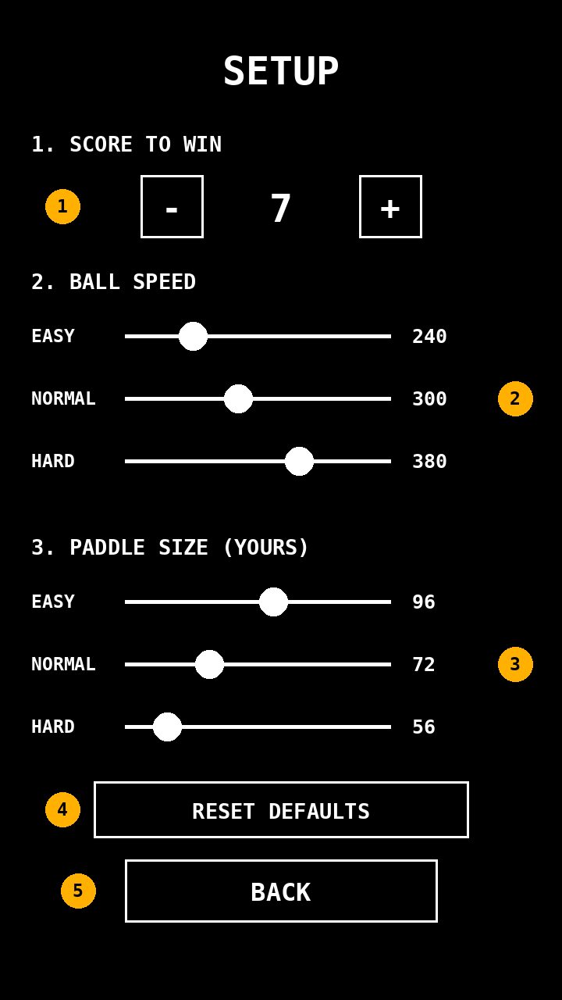 SETUP
1. SCORE TO WIN
1 - 7 +
2. BALL SPEED
EASY 240
NORMAL 300 2
HARD 380
3. PADDLE SIZE (YOURS)
EASY 96
NORMAL 72 3
HARD 56
4 RESET DEFAULTS
5 BACK